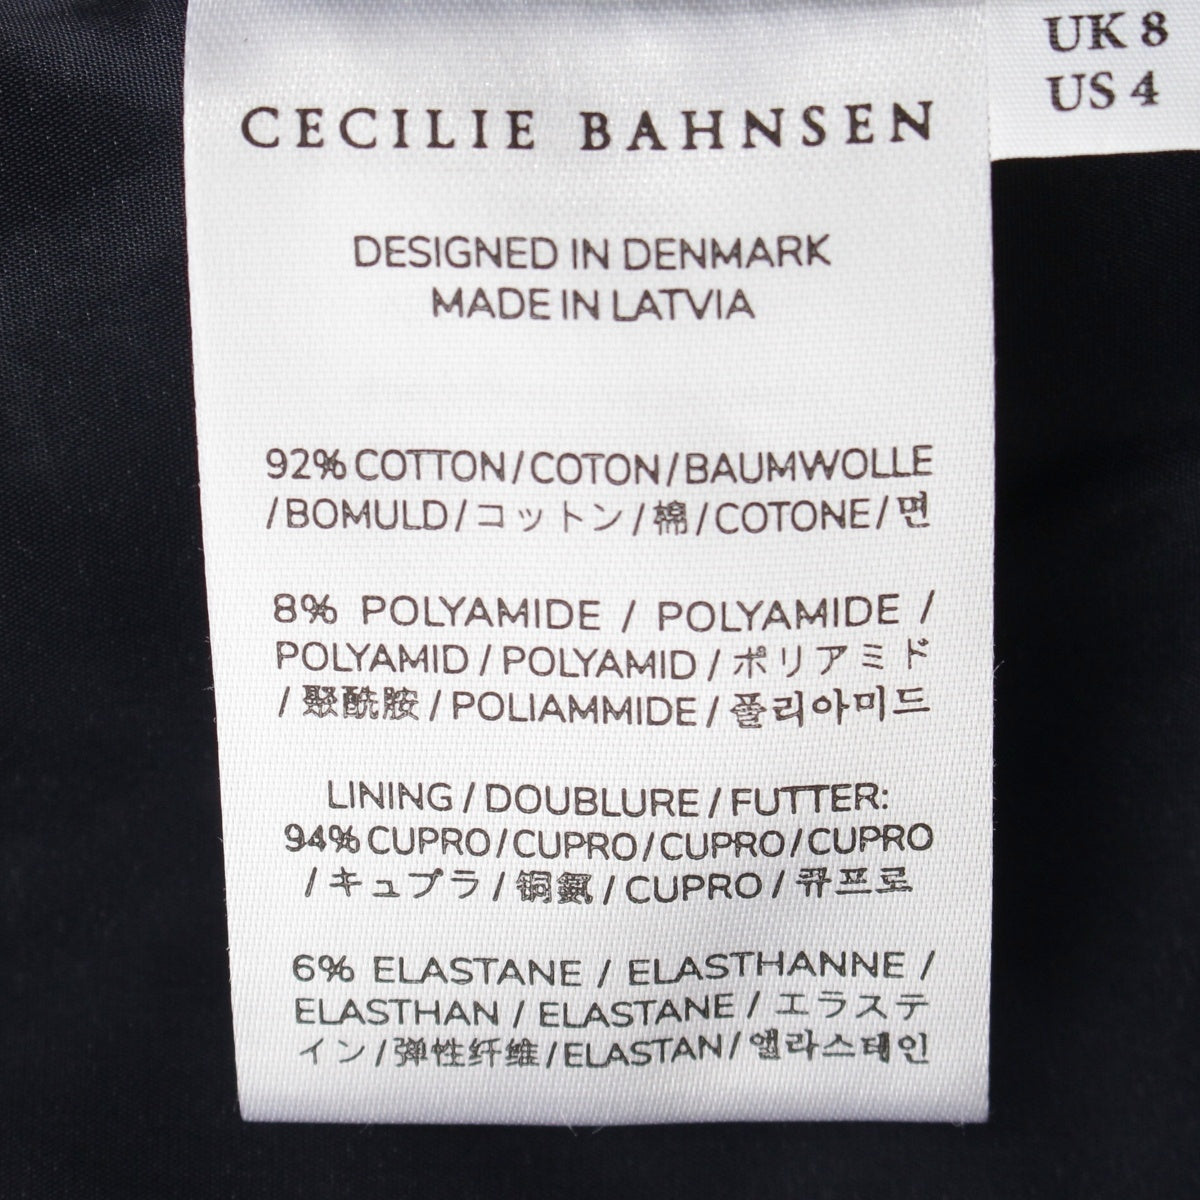 UK 8
US 4
CECILIE BAHNSEN
DESIGNED IN DENMARK
MADE IN LATVIA
92% COTTON/COTON/BAUMWOLLE
/BOMULD/コットン/棉/COTONE/면
8% POLYAMIDE / POLYAMIDE /
POLYAMID / POLYAMID / ポリアミド
/ 聚酰胺 / POLIAMMIDE / 폴리아미드
LINING / DOUBLURE / FUTTER:
94% CUPRO/CUPRO/CUPRO/CUPRO
/ キュプラ / 铜氨 / CUPRO / 큐프로
6% ELASTANE / ELASTHANNE /
ELASTHAN / ELASTANE / エラステ
イン/弹性纤维/ELASTAN/엘라스테인